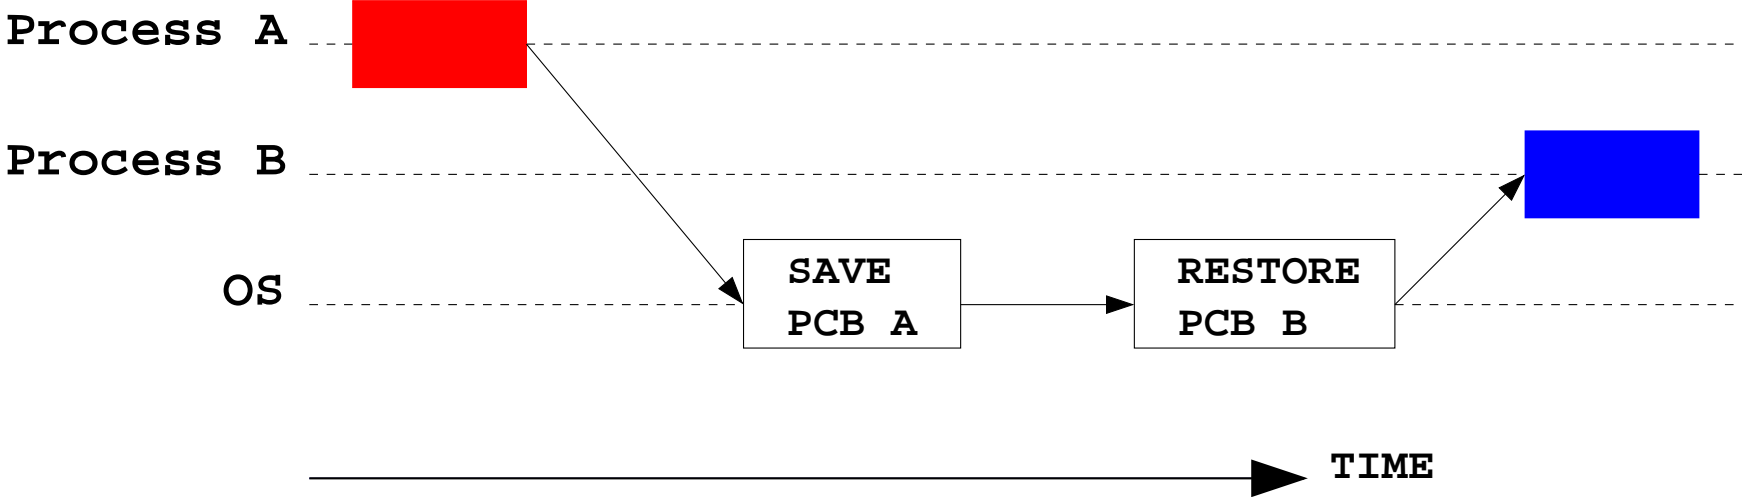 Process A
Process B
OS
SAVE
PCB A
RESTORE
PCB B
TIME